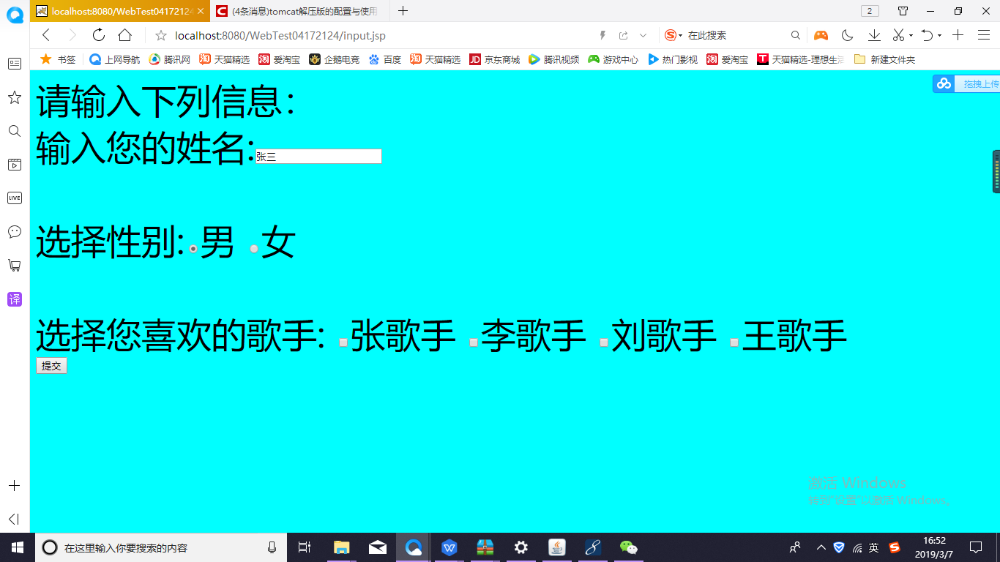 localhost:8080/WebTest04172124
(4条消息)tomcat解压版的配置与使用
2
localhost:8080/WebTest04172124/input.jsp
在此搜索
书签
上网导航
腾讯网
天猫精选
爱淘宝
企鹅电竞
百度
天猫精选
京东商城
腾讯视频
游戏中心
热门影视
爱淘宝
天猫精选-理想生活
新建文件夹
拖拽上传
请输入下列信息：
输入您的姓名:张三
选择性别: 男 女
选择您喜欢的歌手: 张歌手 李歌手 刘歌手 王歌手
提交
LIVE
译
激活 Windows
转到"设置"以激活 Windows。
在这里输入你要搜索的内容
英
16:52
2019/3/7